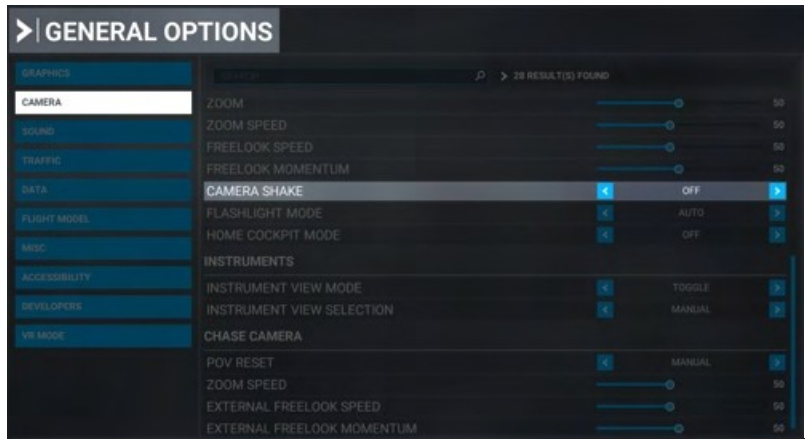 GENERAL OPTIONS
GRAPHICS
CAMERA
SOUND
TRAFFIC
DATA
FLIGHT MODEL
MISC
ACCESSIBILITY
DEVELOPERS
VR MODE
SEARCH
28 RESULT(S) FOUND
ZOOM 50
ZOOM SPEED 50
FREELOOK SPEED 50
FREELOOK MOMENTUM 50
CAMERA SHAKE OFF
FLASHLIGHT MODE AUTO
HOME COCKPIT MODE OFF
INSTRUMENTS
INSTRUMENT VIEW MODE TOGGLE
INSTRUMENT VIEW SELECTION MANUAL
CHASE CAMERA
POV RESET MANUAL
ZOOM SPEED 50
EXTERNAL FREELOOK SPEED 50
EXTERNAL FREELOOK MOMENTUM 50